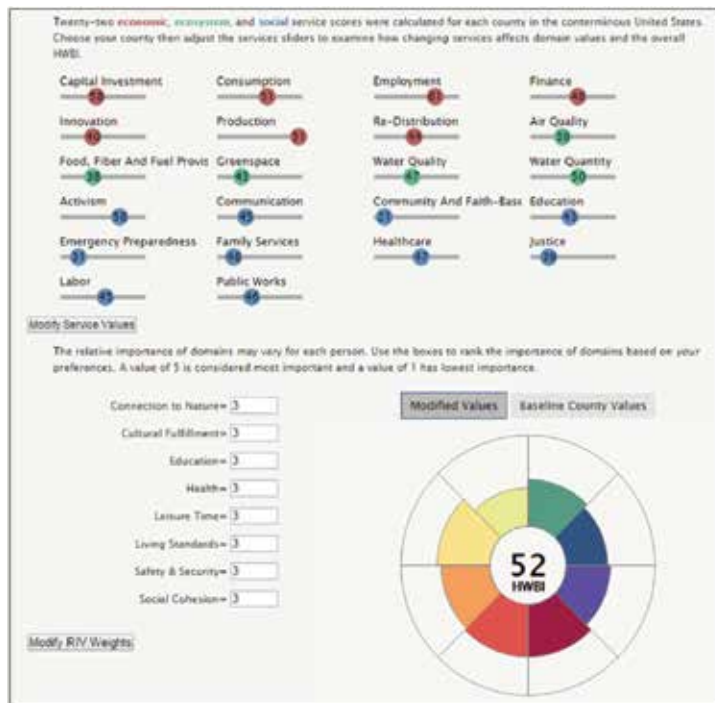 Twenty-two economic, ecosystem, and social service scores were calculated for each county in the conterminous United States.
Choose your county then adjust the services sliders to examine how changing services affects domain values and the overall
HWBI.
Capital Investment Consumption Employment Finance
Innovation Production Re-Distribution Air Quality
Food, Fiber And Fuel Provis Greenspace Water Quality Water Quantity
50
Activism Communication Community And Faith-Base Education
Emergency Preparedness Family Services Healthcare Justice
Labor Public Works
45 46
Modify Service Values
The relative importance of domains may vary for each person. Use the boxes to rank the importance of domains based on your
preferences. A value of 5 is considered most important and a value of 1 has lowest importance.
Modified Values Baseline County Values
Connection to Nature= 3
Cultural Fulfillment= 3
Education= 3
Health= 3
Leisure Time= 3
Living Standards= 3
Safety & Security= 3
Social Cohesion= 3
52
HWBI
Modify RIV Weights